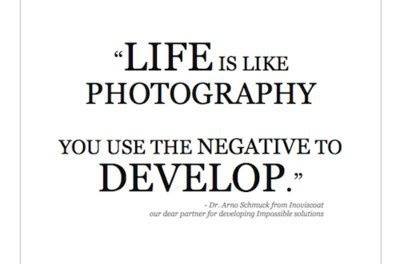 “LIFE IS LIKE
PHOTOGRAPHY
YOU USE THE NEGATIVE TO
DEVELOP.”
- Dr. Arno Schmuck from Inoviscoat
our dear partner for developing Impossible solutions